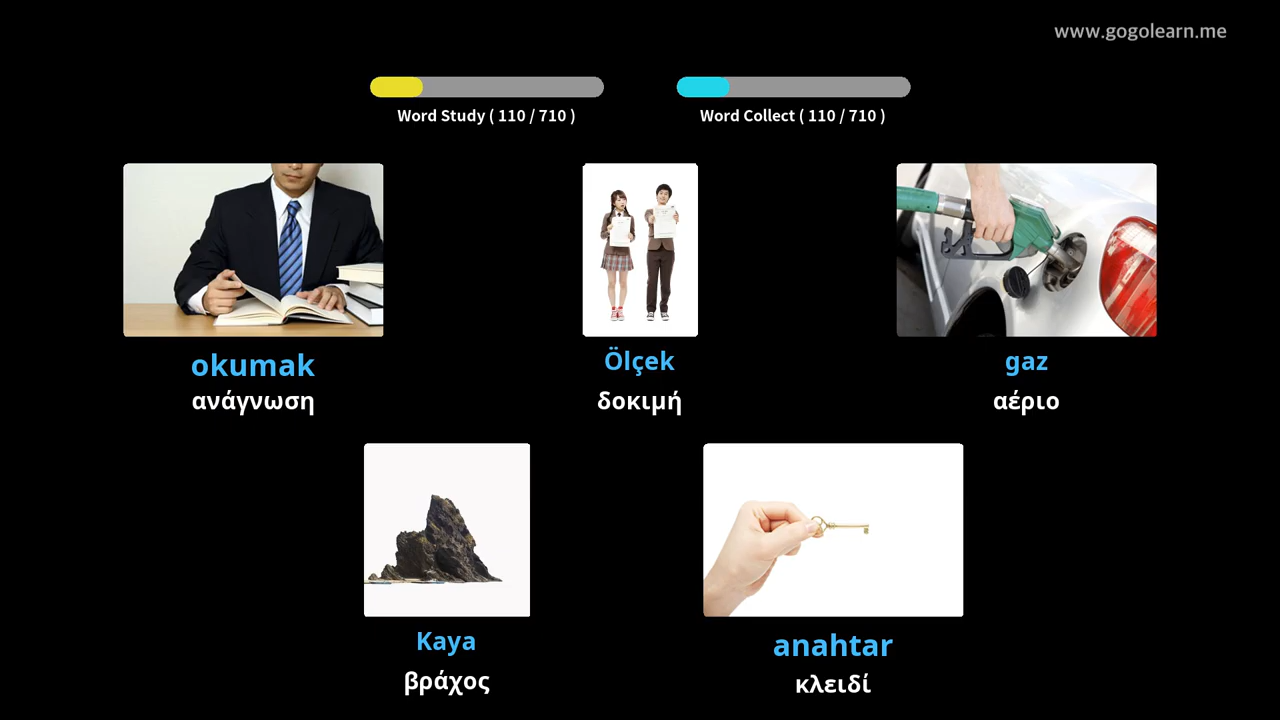 www.gogolearn.me
Word Study ( 110 / 710 )
Word Collect ( 110 / 710 )
okumak
ανάγνωση
Ölçek
δοκιμή
gaz
αέριο
Kaya
βράχος
anahtar
κλειδί